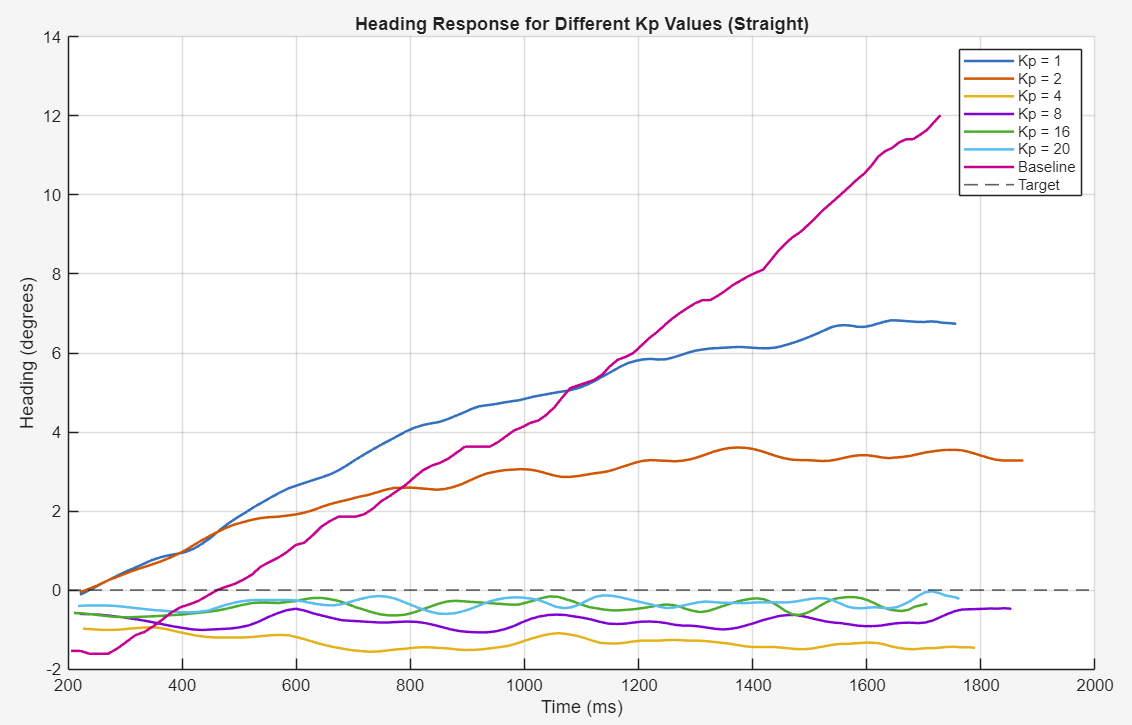 Heading Response for Different Kp Values (Straight)
14
12
10
8
6
4
2
0
-2
Heading (degrees)
Kp = 1
Kp = 2
Kp = 4
Kp = 8
Kp = 16
Kp = 20
Baseline
Target
200 400 600 800 1000 1200 1400 1600 1800 2000
Time (ms)